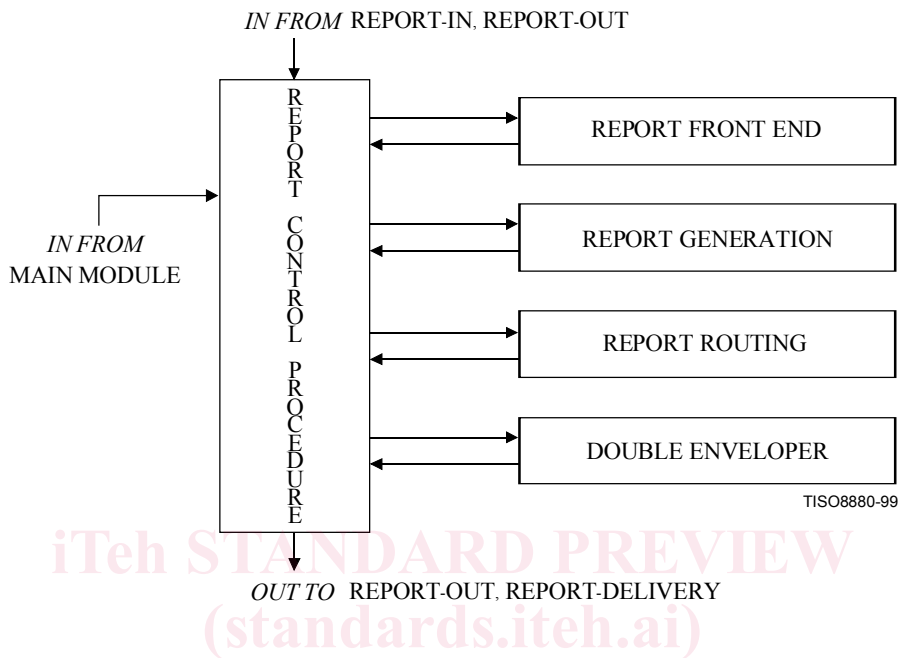 IN FROM REPORT-IN, REPORT-OUT
REPORT CONTROL PROCEDURE
REPORT FRONT END
IN FROM
MAIN MODULE
REPORT GENERATION
REPORT ROUTING
DOUBLE ENVELOPER
TISO8880-99
iTeh STANDARD PREVIEW
OUT TO REPORT-OUT, REPORT-DELIVERY
(standards.iteh.ai)